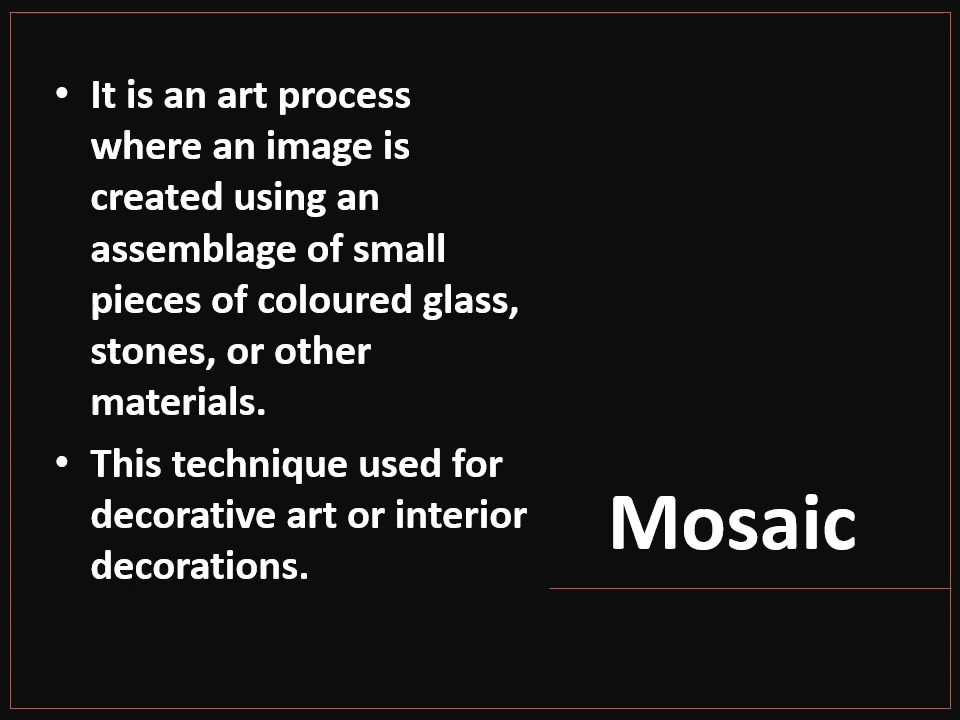 • It is an art process
where an image is
created using an
assemblage of small
pieces of coloured glass,
stones, or other
materials.
• This technique used for
decorative art or interior
decorations.
Mosaic